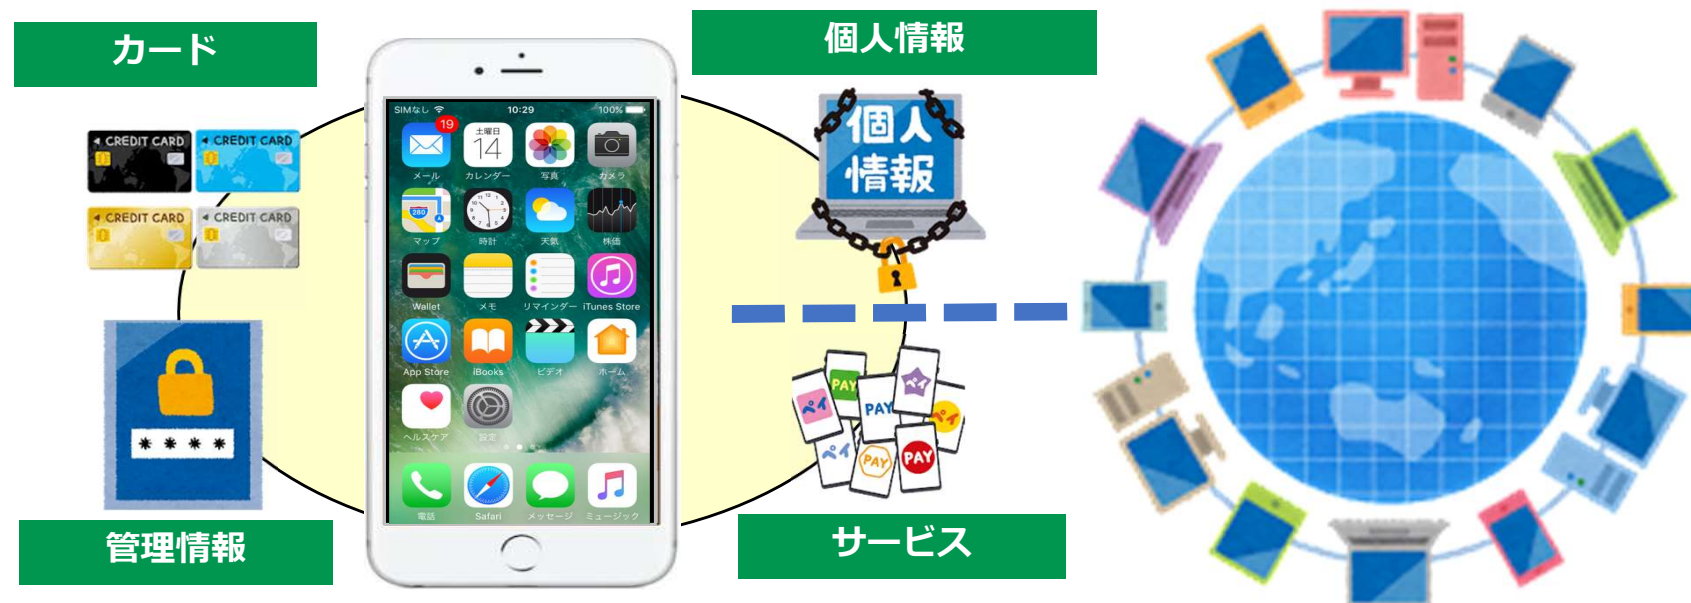 カード
個人情報
CREDIT CARD
CREDIT CARD
CREDIT CARD
CREDIT CARD
SIMなし 10:29 100%
19
土曜日
14
メール カレンダー 写真 カメラ
280
マップ 時計 天気 株価
Wallet メモ リマインダー iTunes Store
App Store iBooks ビデオ ホーム
ヘルスケア 設定
電話 Safari メッセージ ミュージック
個人
情報
****
PAY
ペイ
ペイ
PAY
ペイ
ペイ
PAY
PAY
管理情報
サービス